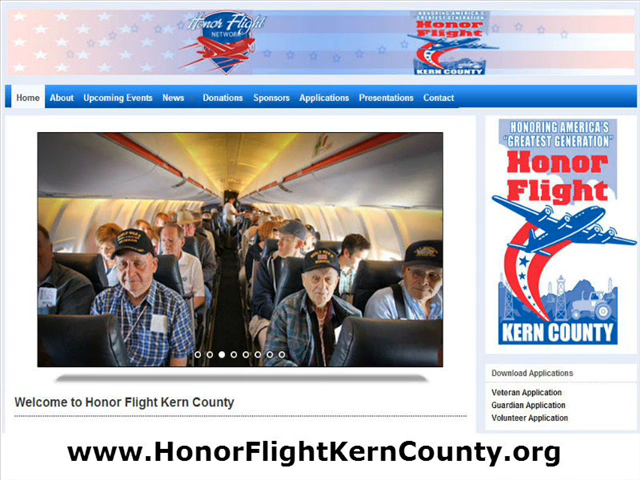 Honor Flight
NETWORK
HONORING AMERICA'S
"GREATEST GENERATION"
Honor
Flight
KERN COUNTY
Home About Upcoming Events News Donations Sponsors Applications Presentations Contact
HONORING AMERICA'S
"GREATEST GENERATION"
Honor
Flight
KERN COUNTY
Welcome to Honor Flight Kern County
Download Applications
Veteran Application
Guardian Application
Volunteer Application
www.HonorFlightKernCounty.org